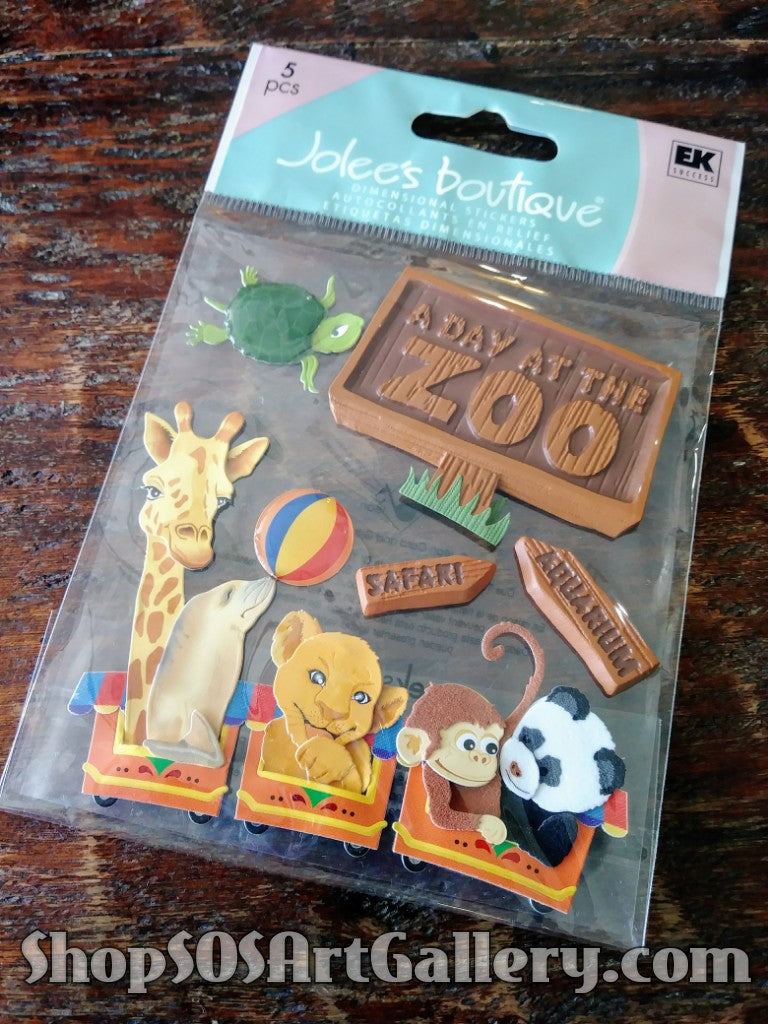 5
pcs
Jolee's boutique®
DIMENSIONAL STICKERS
AUTOCOLLANTS EN RELIEF
ETIQUETAS DIMENSIONALES
EK
SUCCESS
A DAY AT THE
ZOO
SAFARI
AQUARIUM
ShopSOSArtGallery.com